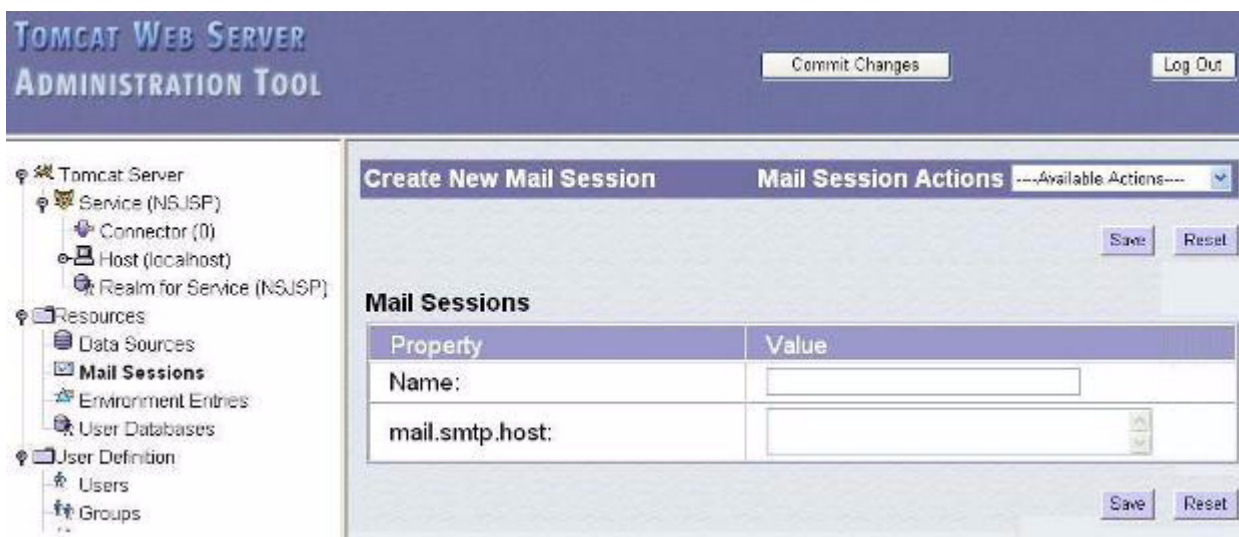 TOMCAT WEB SERVER
ADMINISTRATION TOOL
Commit Changes
Log Out
Tomcat Server
Service (NSJSP)
Connector (0)
Host (localhost)
Realm for Service (NSJSP)
Resources
Data Sources
Mail Sessions
Environment Entries
User Databases
User Definition
Users
Groups
Create New Mail Session
Mail Session Actions
----Available Actions----
Save
Reset
Mail Sessions
Property
Value
Name:
mail.smtp.host:
Save
Reset